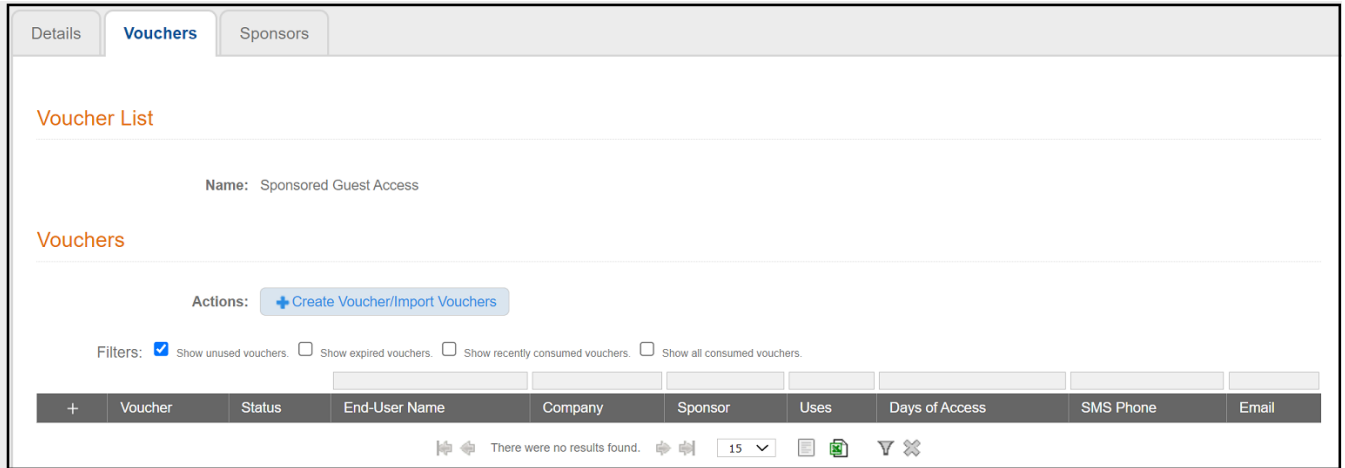 Details Vouchers Sponsors
Voucher List
Name: Sponsored Guest Access
Vouchers
Actions: Create Voucher/Import Vouchers
Filters: Show unused vouchers. Show expired vouchers. Show recently consumed vouchers. Show all consumed vouchers.
+ Voucher Status End-User Name Company Sponsor Uses Days of Access SMS Phone Email
There were no results found. 15